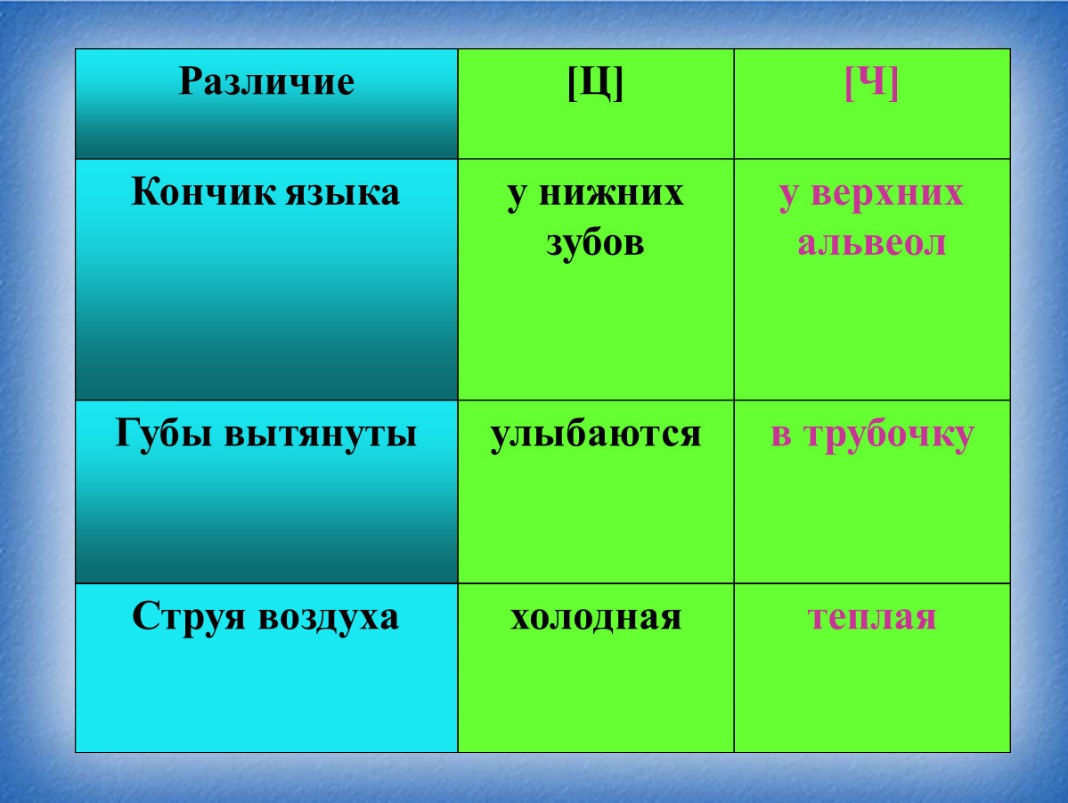 Различие [Ц] [Ч]
Кончик языка у нижних у верхних
зубов альвеол
Губы вытянуты улыбаются в трубочку
Струя воздуха холодная теплая